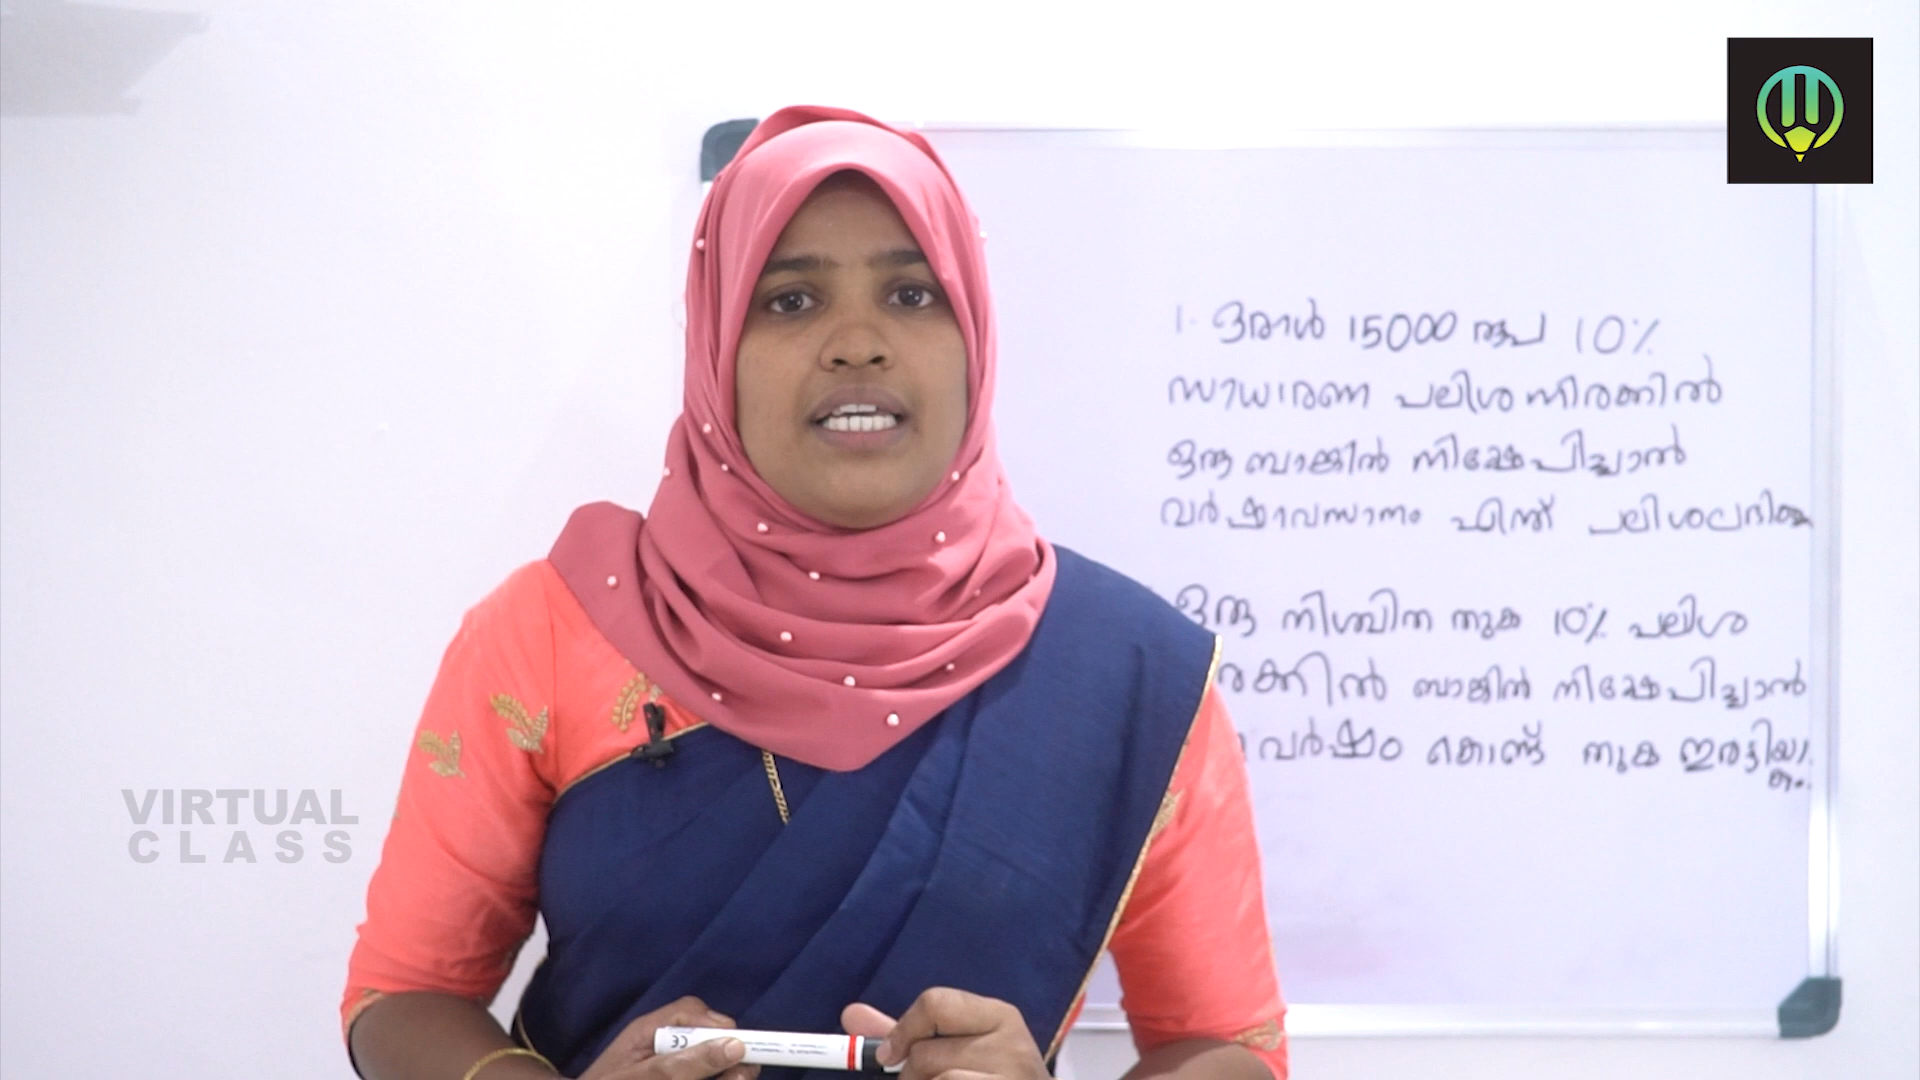 1. ഒരാൾ 15000 രൂപ 10%
സാധാരണ പലിശ നിരക്കിൽ
ഒരു ബാങ്കിൽ നിക്ഷേപിച്ചാൽ
വർഷാവസാനം എന്ത് പലിശ
ഒരു നിശ്ചിത തുക 10% പലിശ
രക്കിൽ ബാങ്കിൽ നിക്ഷേപിച്ചാൽ
വർഷം കൊണ്ട് തുക ഇരട്ടിയാ
VIRTUAL
CLASS
CE